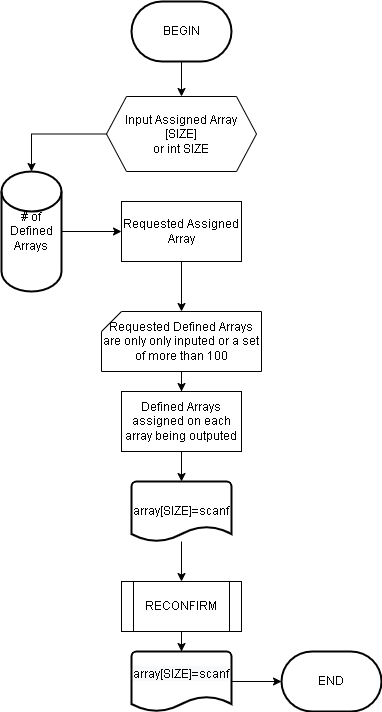 BEGIN
Input Assigned Array
[SIZE]
or int SIZE
# of
Defined
Arrays
Requested Assigned
Array
Requested Defined Arrays
are only only inputed or a set
of more than 100
Defined Arrays
assigned on each
array being outputed
array[SIZE]=scanf
RECONFIRM
array[SIZE]=scanf
END